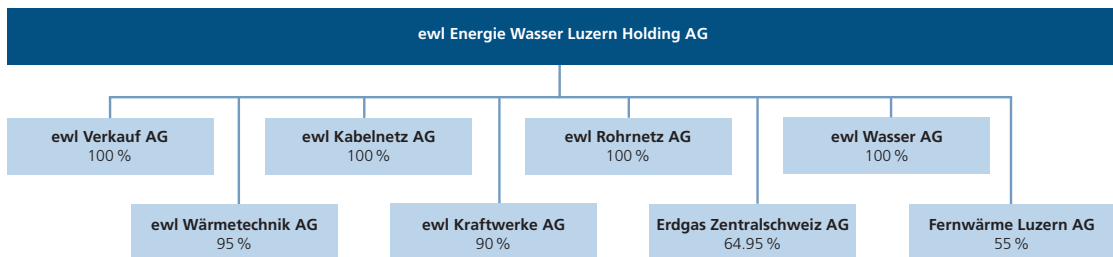 ewl Energie Wasser Luzern Holding AG
ewl Verkauf AG
100 %
ewl Kabelnetz AG
100 %
ewl Rohrnetz AG
100 %
ewl Wasser AG
100 %
ewl Wärmetechnik AG
95 %
ewl Kraftwerke AG
90 %
Erdgas Zentralschweiz AG
64.95 %
Fernwärme Luzern AG
55 %